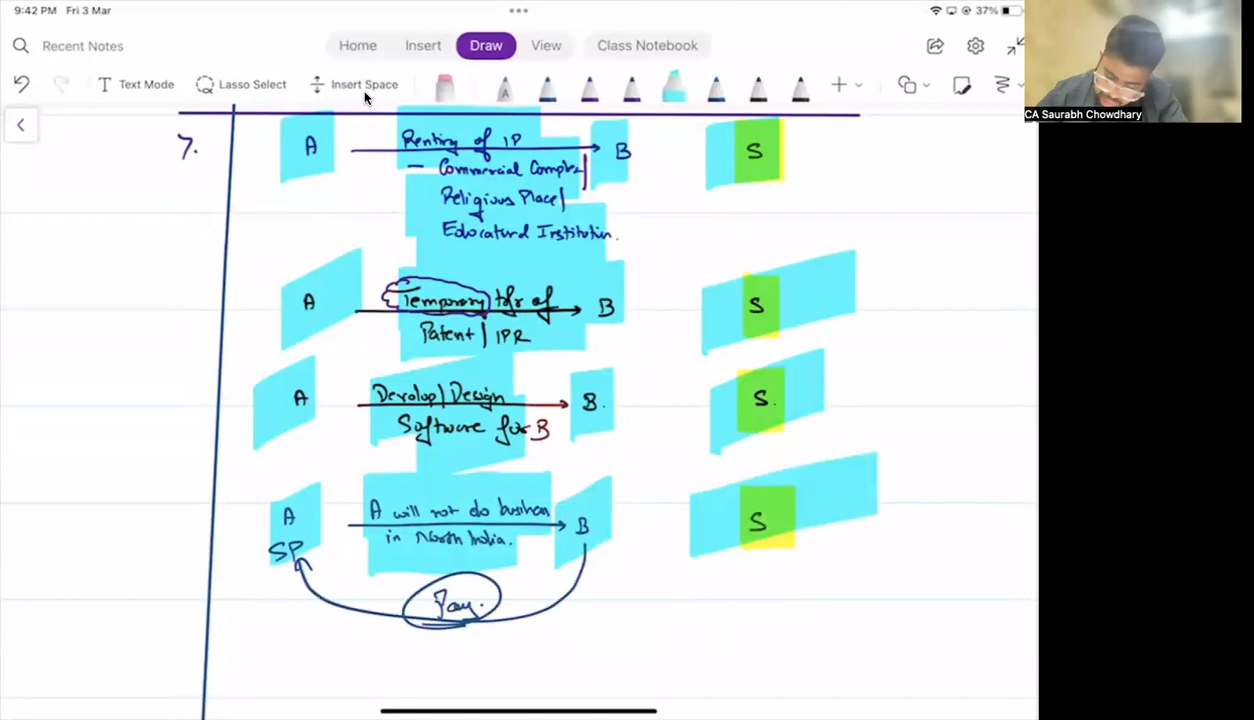 9:42 PM Fri 3 Mar
37%
Recent Notes
Home Insert Draw View Class Notebook
Text Mode Lasso Select Insert Space
A
CA Saurabh Chowdhary
7.
A Renting of IP B S
- Commercial Complex|
Religious Place|
Educational Institution.
A Temporary tfr of B S
Patent | IPR
A Develop|Design B. S.
Software for B
A A will not do business B S
in North India.
SP
Pay.